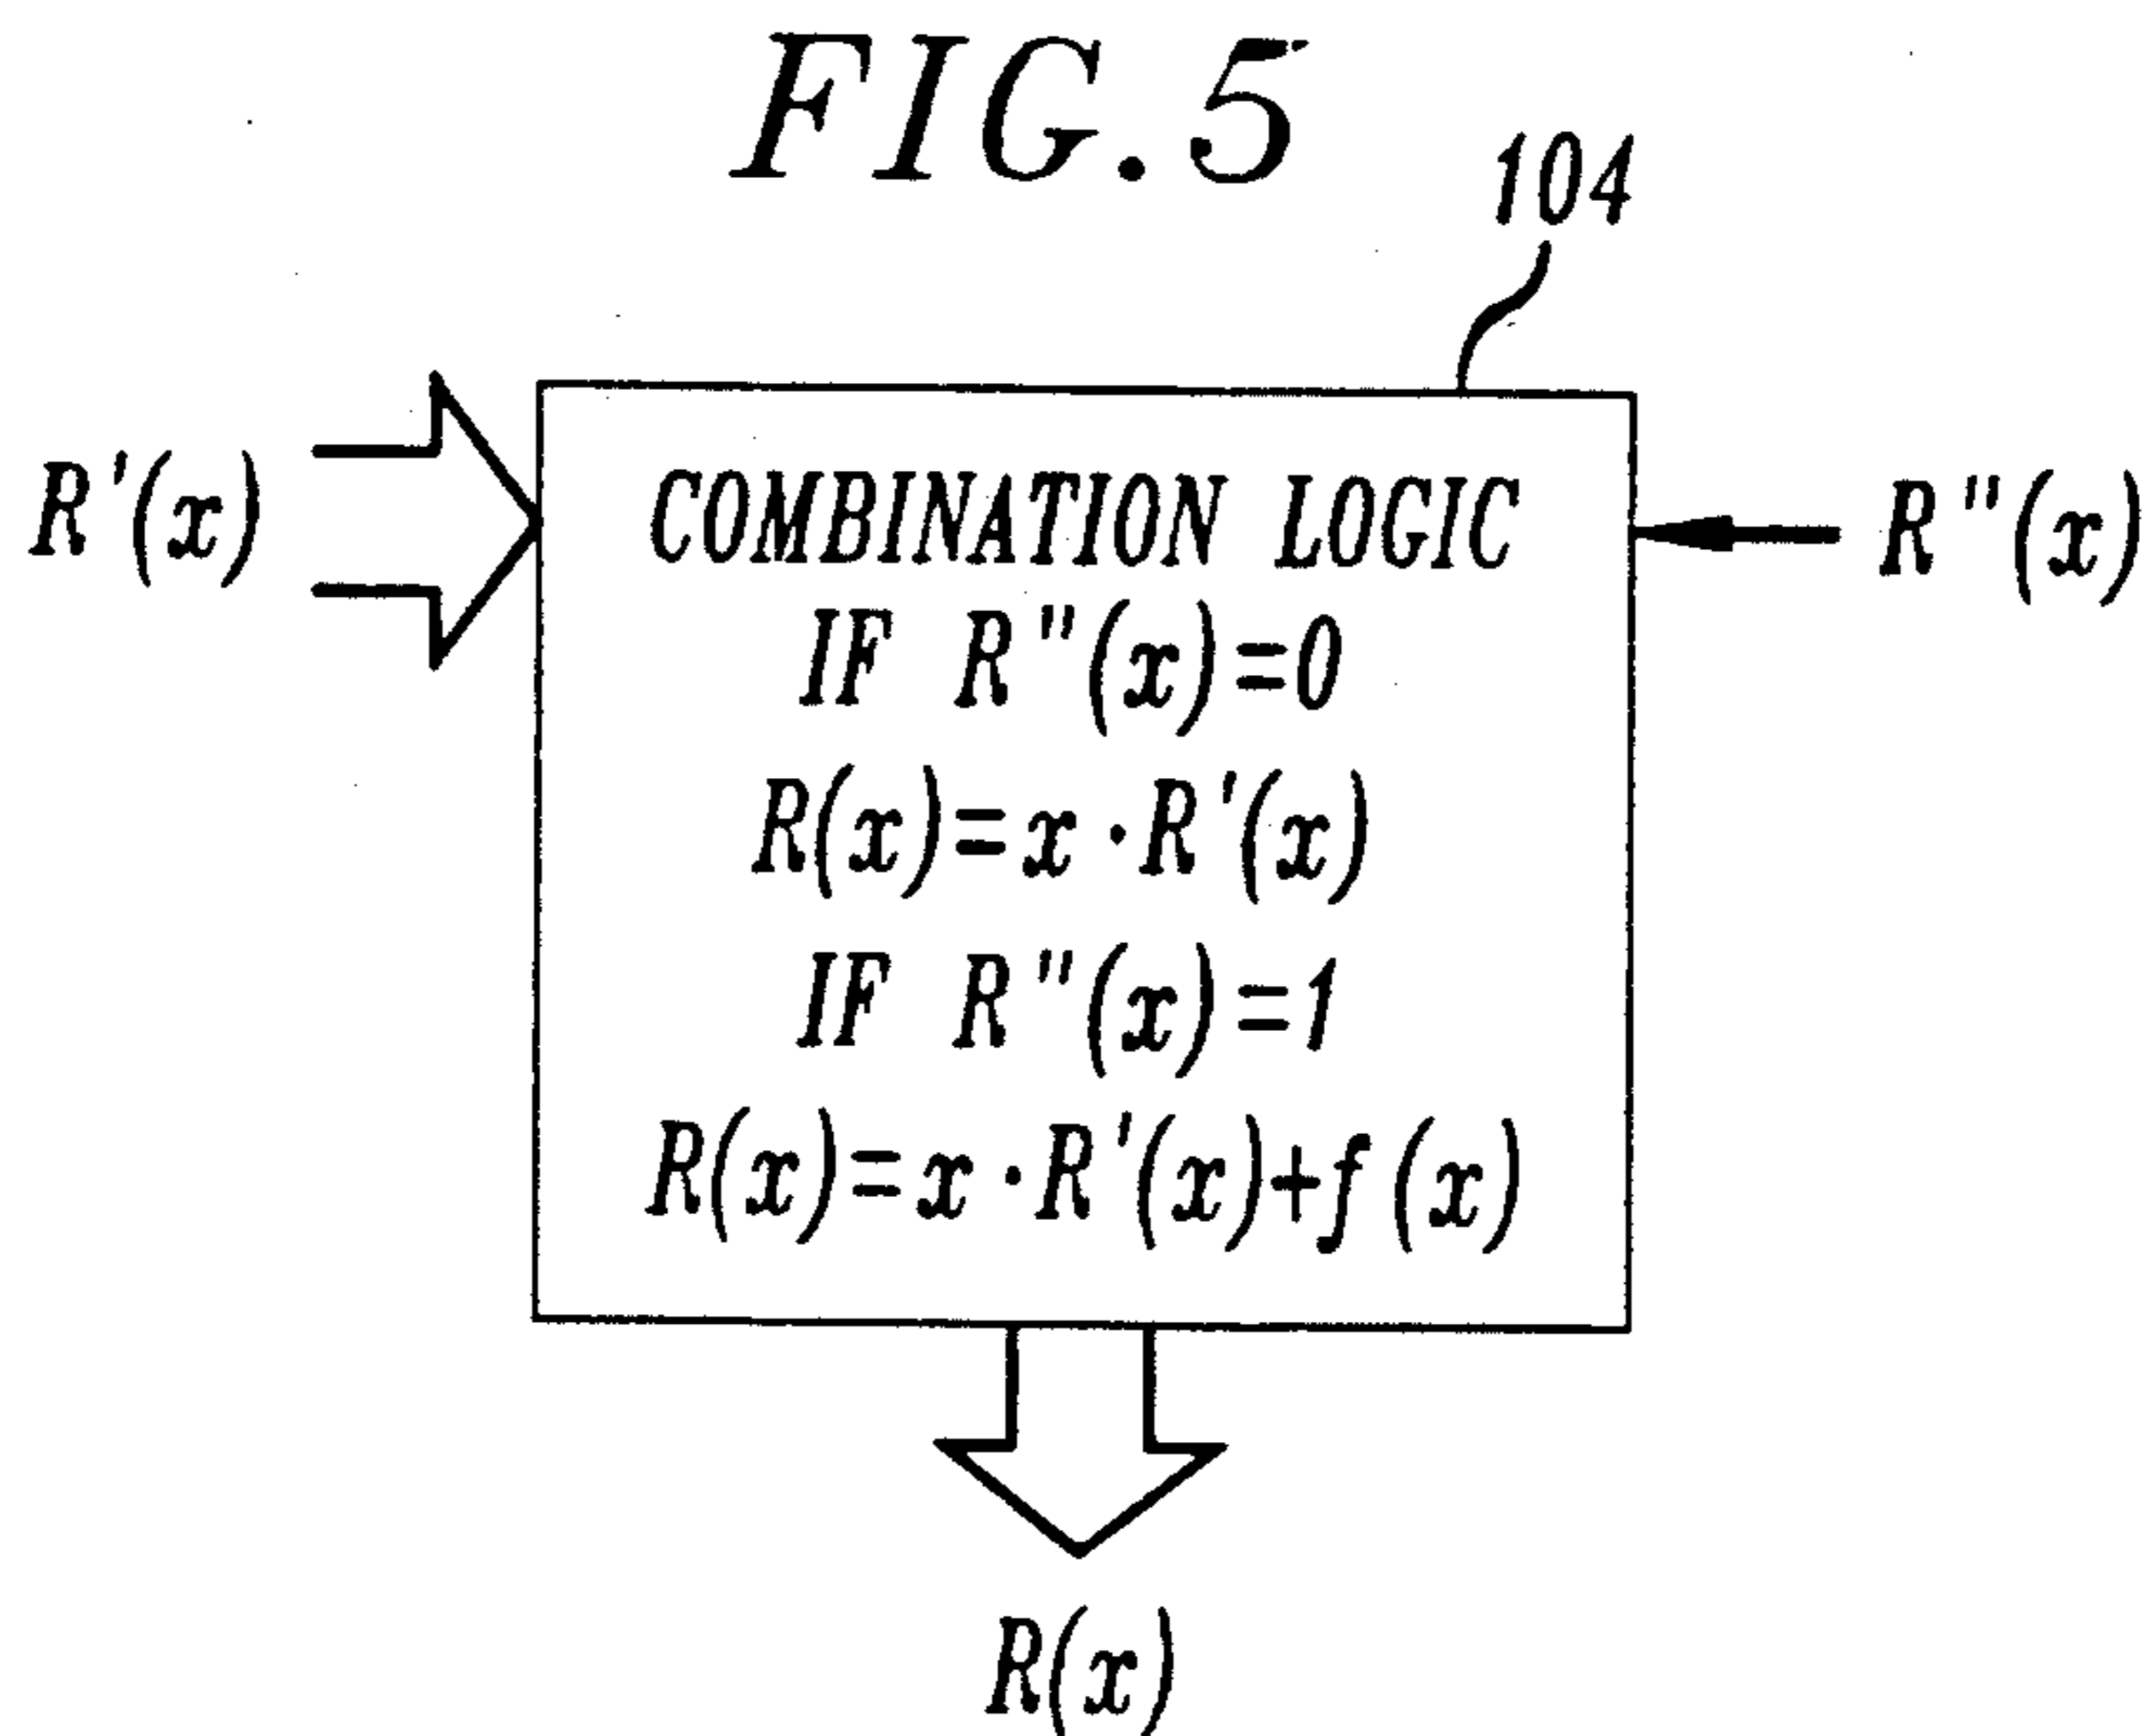 FIG. 5
104
R'(x)
COMBINATION LOGIC
R"(x)
IF R"(x)=0
R(x)=x·R'(x)
IF R"(x)=1
R(x)=x·R'(x)+f(x)
R(x)